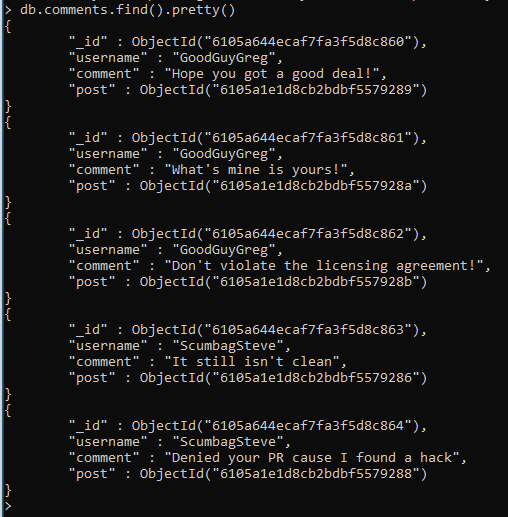 > db.comments.find().pretty()
{
        "_id" : ObjectId("6105a644ecaf7fa3f5d8c860"),
        "username" : "GoodGuyGreg",
        "comment" : "Hope you got a good deal!",
        "post" : ObjectId("6105a1e1d8cb2bdbf5579289")
}
{
        "_id" : ObjectId("6105a644ecaf7fa3f5d8c861"),
        "username" : "GoodGuyGreg",
        "comment" : "What's mine is yours!",
        "post" : ObjectId("6105a1e1d8cb2bdbf557928a")
}
{
        "_id" : ObjectId("6105a644ecaf7fa3f5d8c862"),
        "username" : "GoodGuyGreg",
        "comment" : "Don't violate the licensing agreement!",
        "post" : ObjectId("6105a1e1d8cb2bdbf557928b")
}
{
        "_id" : ObjectId("6105a644ecaf7fa3f5d8c863"),
        "username" : "ScumbagSteve",
        "comment" : "It still isn't clean",
        "post" : ObjectId("6105a1e1d8cb2bdbf5579286")
}
{
        "_id" : ObjectId("6105a644ecaf7fa3f5d8c864"),
        "username" : "ScumbagSteve",
        "comment" : "Denied your PR cause I found a hack",
        "post" : ObjectId("6105a1e1d8cb2bdbf5579288")
}
>